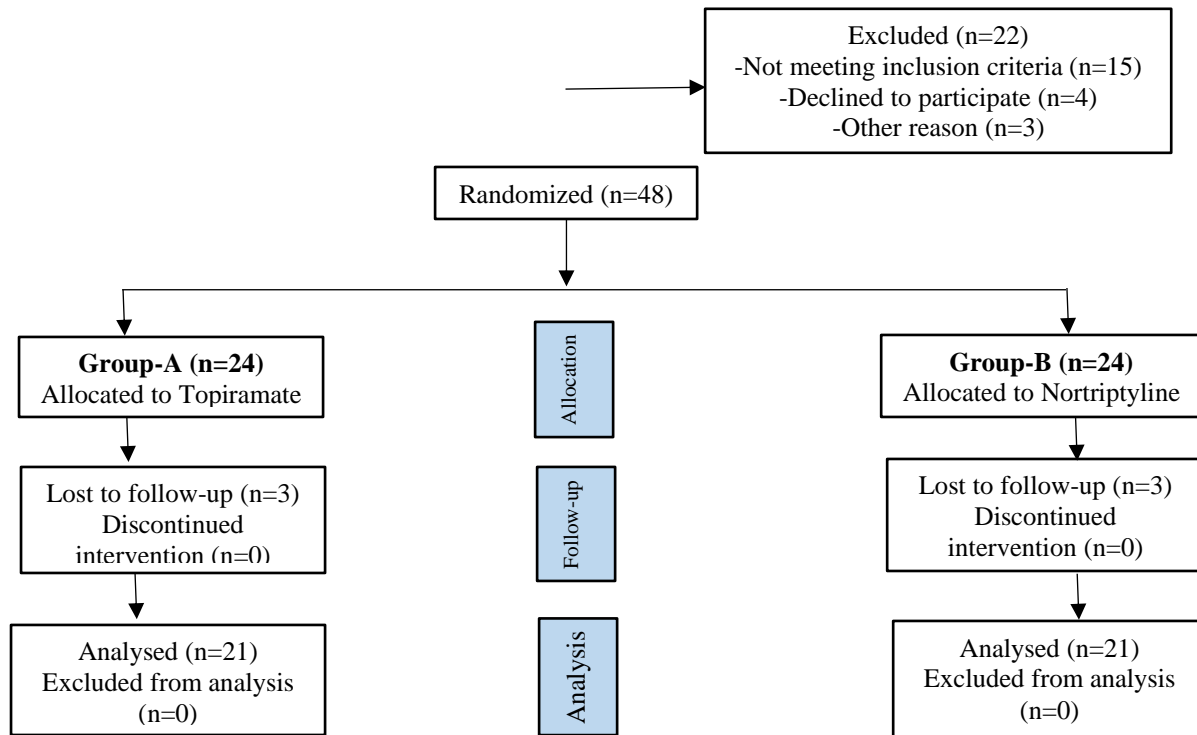 Excluded (n=22)
-Not meeting inclusion criteria (n=15)
-Declined to participate (n=4)
-Other reason (n=3)
Randomized (n=48)
Group-A (n=24)
Allocated to Topiramate
Allocation
Group-B (n=24)
Allocated to Nortriptyline
Lost to follow-up (n=3)
Discontinued
intervention (n=0)
Follow-up
Lost to follow-up (n=3)
Discontinued
intervention (n=0)
Analysed (n=21)
Excluded from analysis
(n=0)
Analysis
Analysed (n=21)
Excluded from analysis
(n=0)